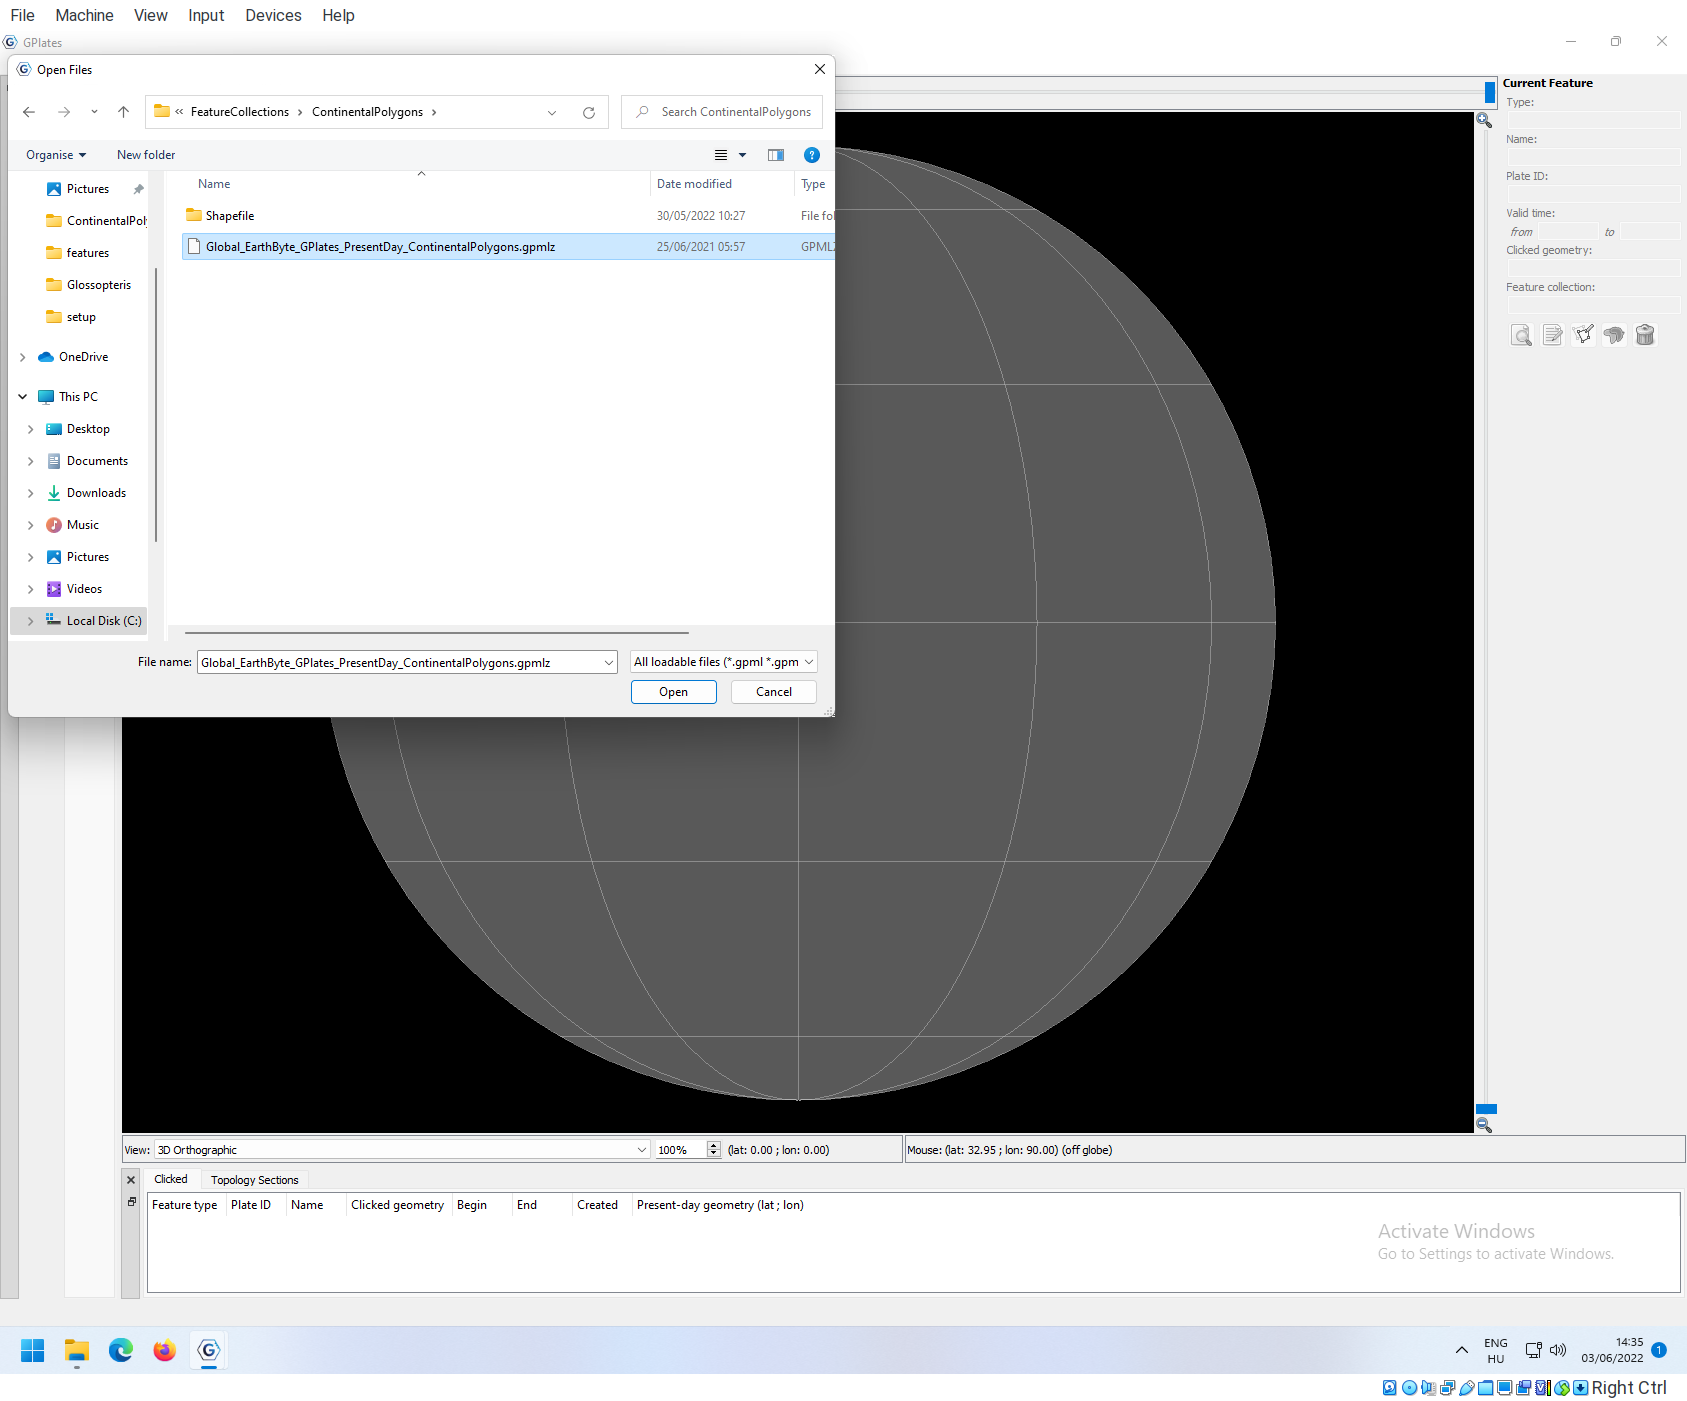 File Machine View Input Devices Help
GPlates
Open Files
« FeatureCollections › ContinentalPolygons ›
Search ContinentalPolygons
Organise New folder
Name Date modified Type
Pictures
ContinentalPoly
features
Glossopteris
setup
OneDrive
This PC
Desktop
Documents
Downloads
Music
Pictures
Videos
Local Disk (C:)
Shapefile 30/05/2022 10:27 File fo
Global_EarthByte_GPlates_PresentDay_ContinentalPolygons.gpmlz 25/06/2021 05:57 GPMLZ
File name: Global_EarthByte_GPlates_PresentDay_ContinentalPolygons.gpmlz All loadable files (*.gpml *.gpm
Open Cancel
Current Feature
Type:
Name:
Plate ID:
Valid time:
from to
Clicked geometry:
Feature collection:
View: 3D Orthographic 100% (lat: 0.00 ; lon: 0.00) Mouse: (lat: 32.95 ; lon: 90.00) (off globe)
Clicked Topology Sections
Feature type Plate ID Name Clicked geometry Begin End Created Present-day geometry (lat ; lon)
Activate Windows
Go to Settings to activate Windows.
ENG
HU
14:35
03/06/2022
1
Right Ctrl